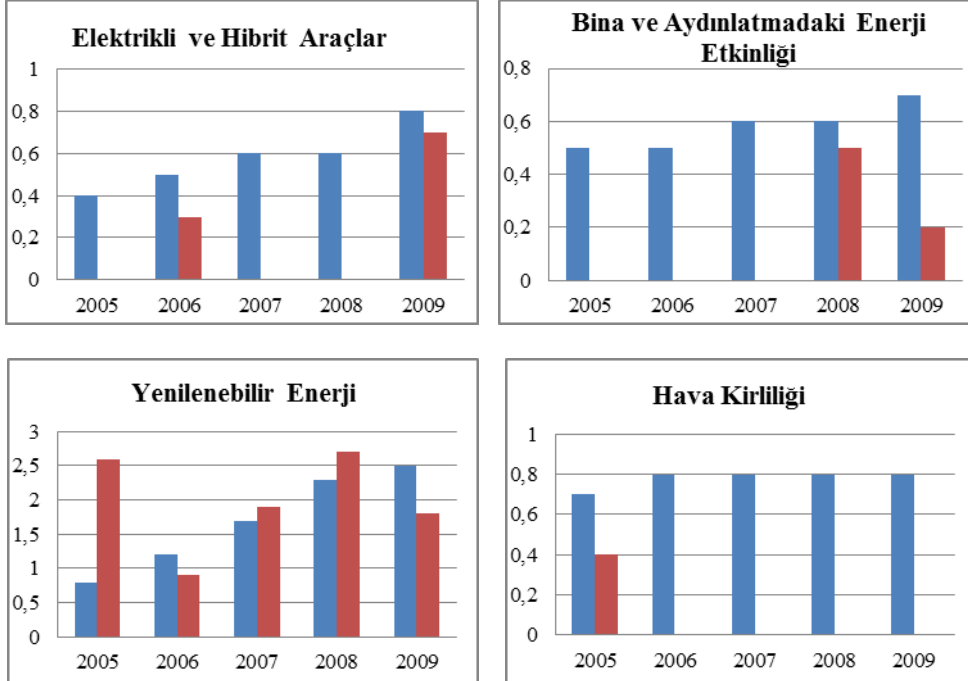 Elektrikli ve Hibrit Araçlar
1
0,8
0,6
0,4
0,2
0
2005 2006 2007 2008 2009
Bina ve Aydınlatmadaki Enerji
Etkinliği
0,8
0,6
0,4
0,2
0
2005 2006 2007 2008 2009
Yenilenebilir Enerji
3
2,5
2
1,5
1
0,5
0
2005 2006 2007 2008 2009
Hava Kirliliği
1
0,8
0,6
0,4
0,2
0
2005 2006 2007 2008 2009